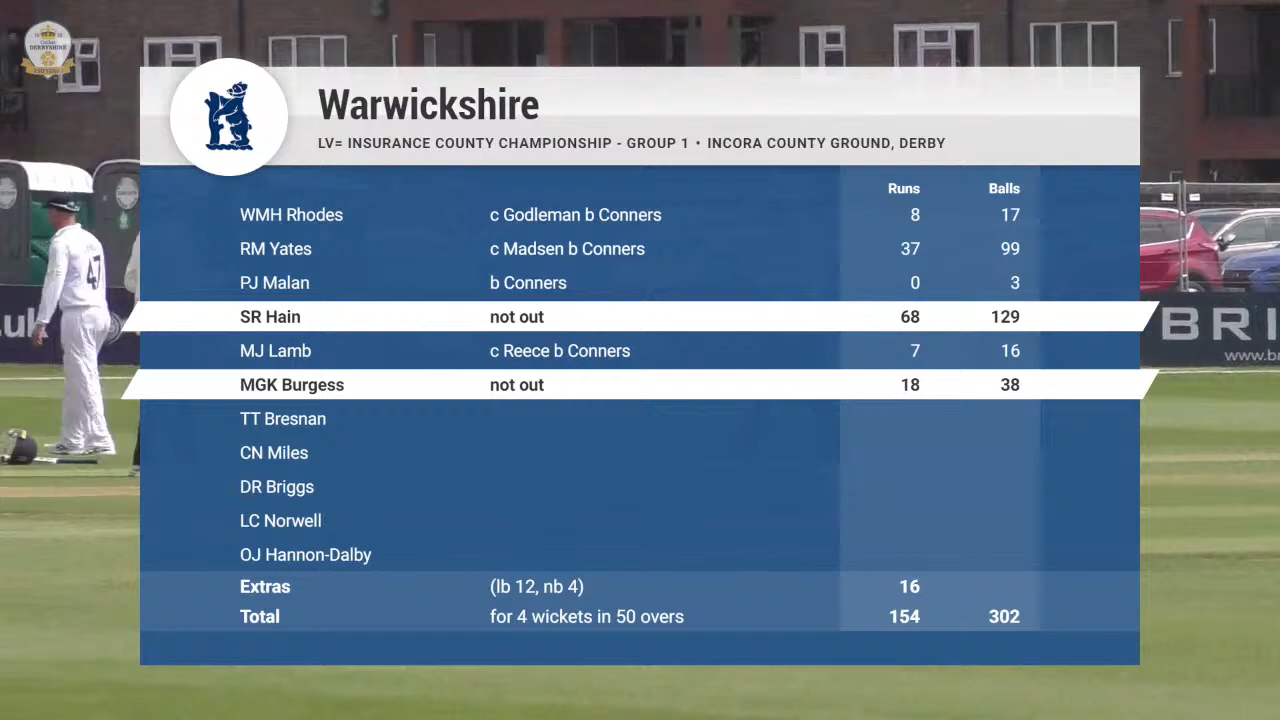 DERBYSHIRE
Warwickshire
LV= INSURANCE COUNTY CHAMPIONSHIP - GROUP 1 • INCORA COUNTY GROUND, DERBY
Runs Balls
WMH Rhodes c Godleman b Conners 8 17
RM Yates c Madsen b Conners 37 99
PJ Malan b Conners 0 3
SR Hain not out 68 129
MJ Lamb c Reece b Conners 7 16
MGK Burgess not out 18 38
TT Bresnan
CN Miles
DR Briggs
LC Norwell
OJ Hannon-Dalby
Extras (lb 12, nb 4) 16
Total for 4 wickets in 50 overs 154 302
47
.uk
BRI
www.br